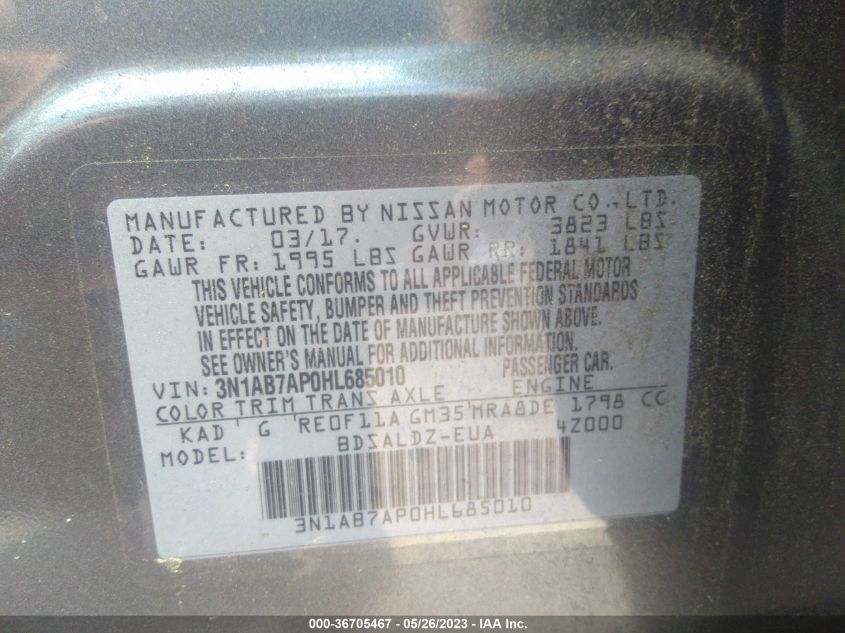 MANUFACTURED BY NISSAN MOTOR CO.,LTD.
DATE: 03/17. GVWR: 3823 LBS
GAWR FR: 1995 LBS GAWR RR: 1841 LBS
THIS VEHICLE CONFORMS TO ALL APPLICABLE FEDERAL MOTOR
VEHICLE SAFETY, BUMPER AND THEFT PREVENTION STANDARDS
IN EFFECT ON THE DATE OF MANUFACTURE SHOWN ABOVE.
SEE OWNER'S MANUAL FOR ADDITIONAL INFORMATION.
VIN: 3N1AB7AP0HL685010 PASSENGER CAR.
COLOR TRIM TRANS AXLE ENGINE
KAD G RE0F11A GM35 MRA8DE 1798 CC
MODEL: BDSALDZ-EUA 4Z000
3N1AB7AP0HL685010
000-36705467 - 05/26/2023 - IAA Inc.